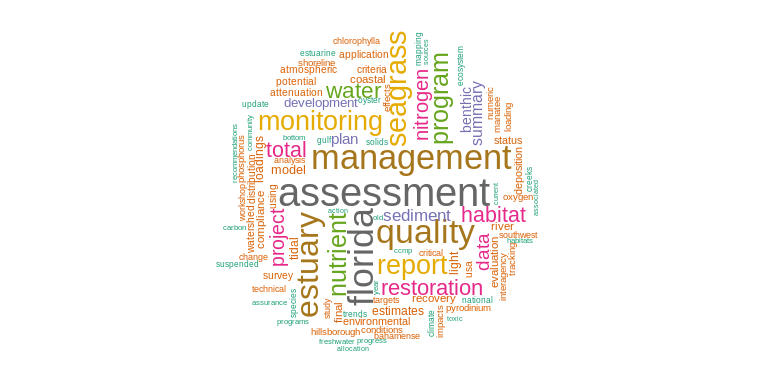 chlorophylla
estuarine
shoreline
application
atmospheric
criteria
potential
coastal
attenuation
water
development
oyster
effects
seagrass
mapping
sources
nitrogen
program
ecosystem
benthic
summary
numeric
manatee
loading
update
monitoring
plan
gulf
solids
bottom
status
total
analysis
model
management
recommendations
community
phosphorus
loadings
distribution
workshop
watershed
compliance
using
assessment
deposition
creeks
oxygen
current
associated
carbon
change
suspended
project
tidal
estuary
nutrient
action
florida
old
sediment
quality
habitat
river
southwest
habitats
data
evaluation
interagency
tracking
ccmp
critical
report
light
usa
survey
technical
assurance
species
programs
year
restoration
targets
recovery
national
study
final
trends
estimates
environmental
climate
impacts
pyrodinium
toxic
hillsborough
conditions
bahamense
freshwater
progress
allocation